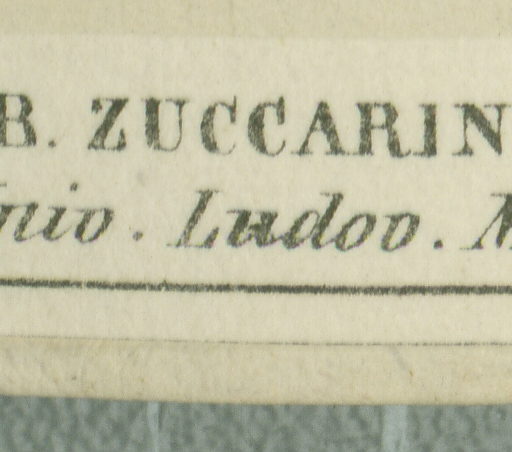 B. ZUCCARIN
nio. Ludov. M